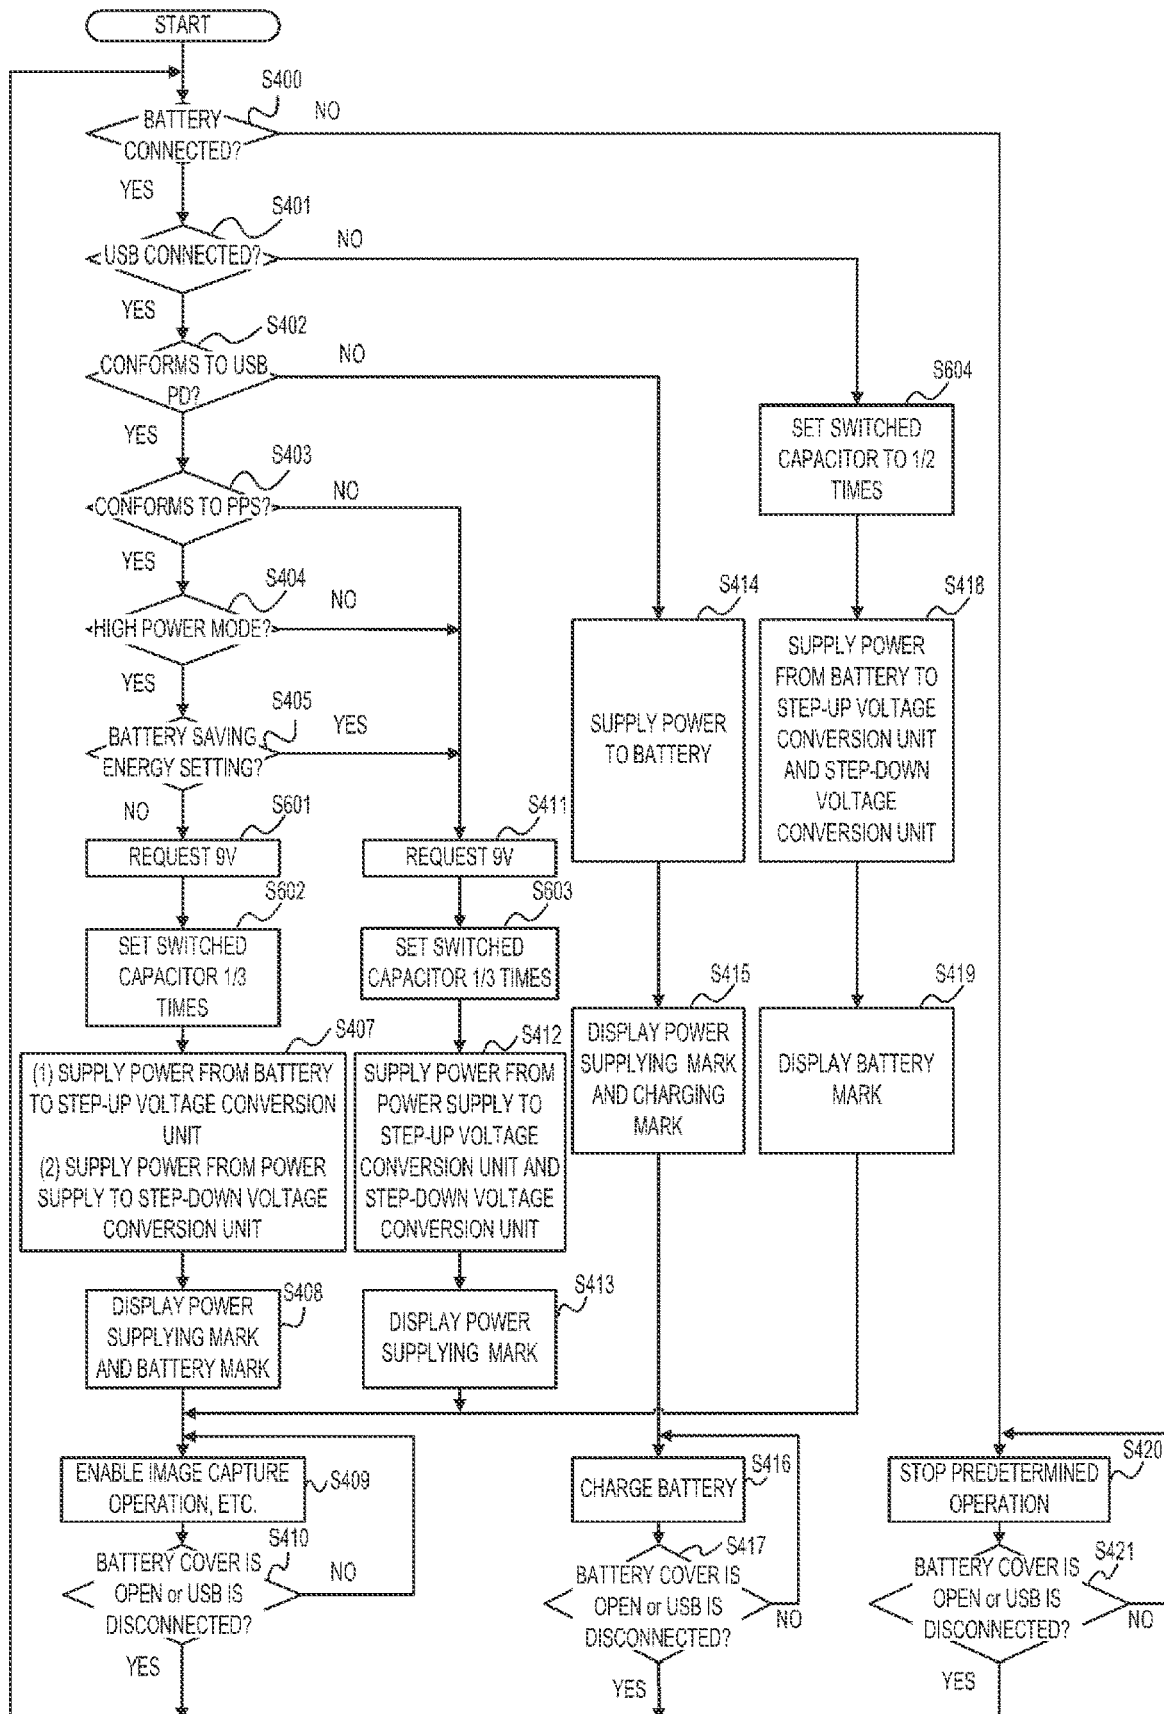 START
S400
NO
BATTERY
CONNECTED?
YES
S401
NO
USB CONNECTED?
YES
S402
NO
CONFORMS TO USB
PD?
YES
S403
NO
CONFORMS TO PPS?
YES
S404
NO
HIGH POWER MODE?
YES
S405
YES
BATTERY SAVING
ENERGY SETTING?
NO
S601
REQUEST 9V
S602
SET SWITCHED
CAPACITOR 1/3
TIMES
S407
(1) SUPPLY POWER FROM BATTERY
TO STEP-UP VOLTAGE CONVERSION
UNIT
(2) SUPPLY POWER FROM POWER
SUPPLY TO STEP-DOWN VOLTAGE
CONVERSION UNIT
S408
DISPLAY POWER
SUPPLYING MARK
AND BATTERY MARK
S411
REQUEST 9V
S603
SET SWITCHED
CAPACITOR 1/3 TIMES
S412
SUPPLY POWER FROM
POWER SUPPLY TO
STEP-UP VOLTAGE
CONVERSION UNIT AND
STEP-DOWN VOLTAGE
CONVERSION UNIT
S413
DISPLAY POWER
SUPPLYING MARK
S414
SUPPLY POWER
TO BATTERY
S415
DISPLAY POWER
SUPPLYING MARK
AND CHARGING
MARK
S604
SET SWITCHED
CAPACITOR TO 1/2
TIMES
S418
SUPPLY POWER
FROM BATTERY TO
STEP-UP VOLTAGE
CONVERSION UNIT
AND STEP-DOWN
VOLTAGE
CONVERSION UNIT
S419
DISPLAY BATTERY
MARK
ENABLE IMAGE CAPTURE
OPERATION, ETC.
S409
S410
BATTERY COVER IS
OPEN or USB IS
DISCONNECTED?
NO
YES
S416
CHARGE BATTERY
S417
BATTERY COVER IS
OPEN or USB IS
DISCONNECTED?
NO
YES
S420
STOP PREDETERMINED
OPERATION
S421
BATTERY COVER IS
OPEN or USB IS
DISCONNECTED?
NO
YES